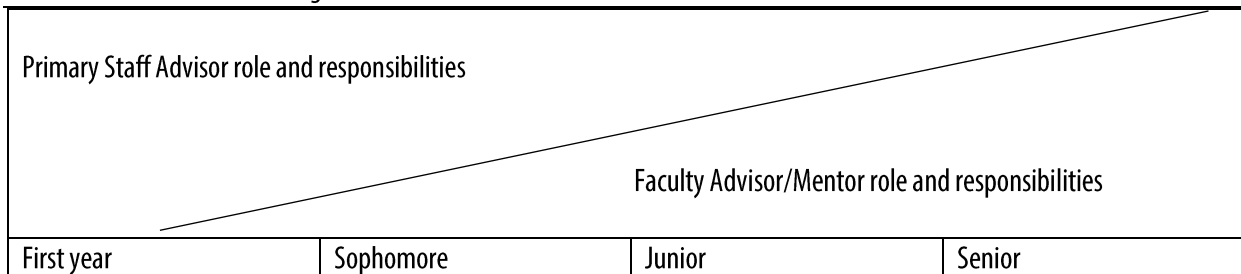 Primary Staff Advisor role and responsibilities
Faculty Advisor/Mentor role and responsibilities
First year
Sophomore
Junior
Senior